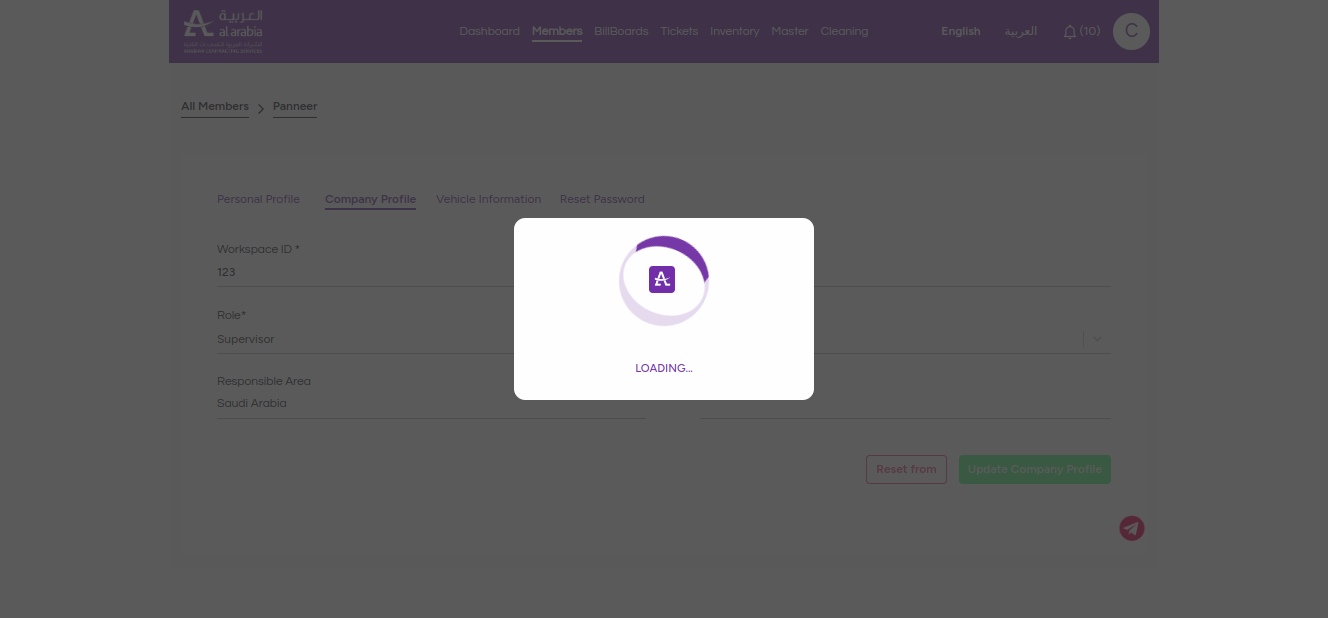 العربية
al arabia
Dashboard Members BillBoards Tickets Inventory Master Cleaning English العربية (10) C
All Members > Panneer
Personal Profile Company Profile Vehicle Information Reset Password
Workspace ID *
123
Role*
Supervisor
Responsible Area
Saudi Arabia
LOADING...
Reset from Update Company Profile